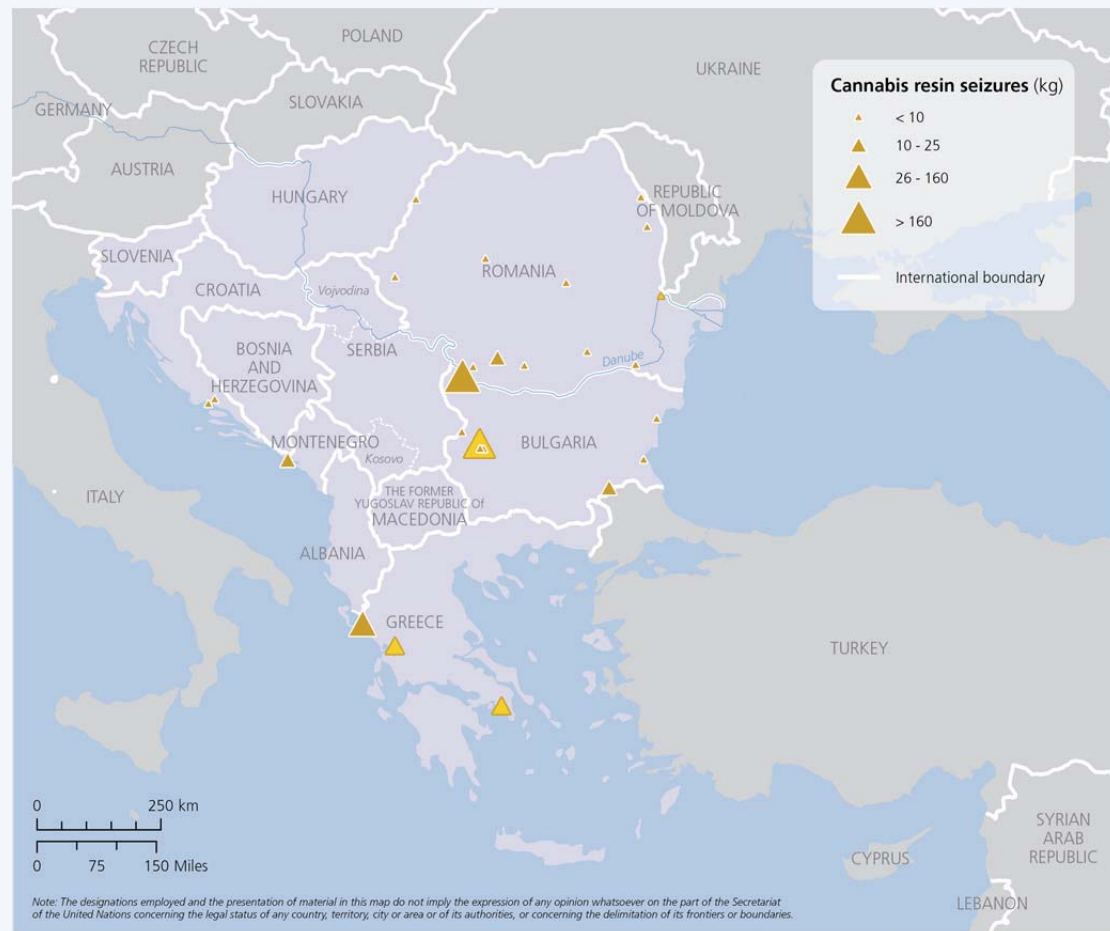 POLAND
CZECH
REPUBLIC
UKRAINE
Cannabis resin seizures (kg)
< 10
10 - 25
26 - 160
> 160
International boundary
GERMANY
SLOVAKIA
AUSTRIA
HUNGARY
REPUBLIC
OF MOLDOVA
SLOVENIA
ROMANIA
CROATIA
Vojvodina
BOSNIA
AND
HERZEGOVINA
SERBIA
Danube
MONTENEGRO
Kosovo
BULGARIA
ITALY
THE FORMER
YUGOSLAV REPUBLIC Of
MACEDONIA
ALBANIA
GREECE
TURKEY
0 250 km
0 75 150 Miles
SYRIAN
ARAB
REPUBLIC
CYPRUS
LEBANON
Note: The designations employed and the presentation of material in this map do not imply the expression of any opinion whatsoever on the part of the Secretariat
of the United Nations concerning the legal status of any country, territory, city or area or of its authorities, or concerning the delimitation of its frontiers or boundaries.